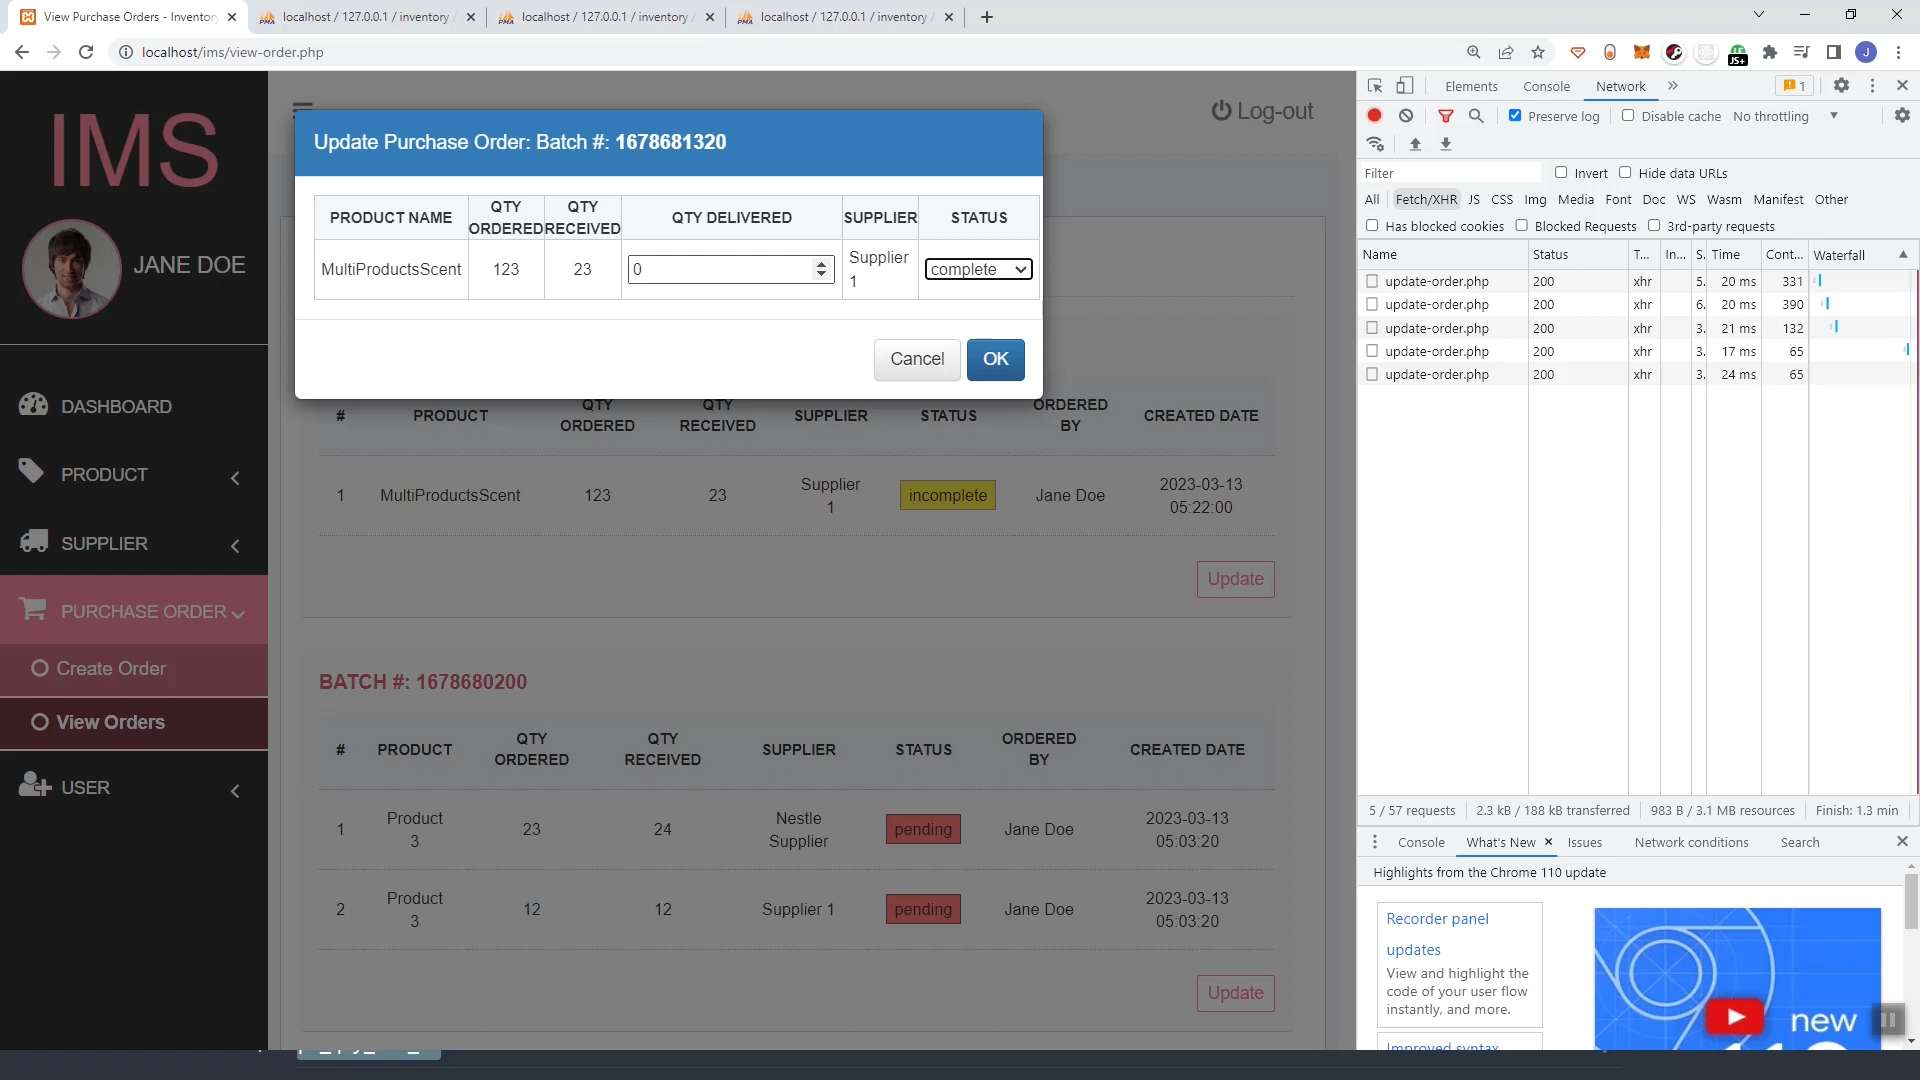 View Purchase Orders - Inventory
localhost / 127.0.0.1 / inventory
localhost / 127.0.0.1 / inventory
localhost / 127.0.0.1 / inventory
localhost/ims/view-order.php
JS+
J
IMS
JANE DOE
DASHBOARD
PRODUCT
SUPPLIER
PURCHASE ORDER
Create Order
View Orders
USER
Log-out
Update Purchase Order: Batch #: 1678681320
PRODUCT NAME
QTY ORDERED
QTY RECEIVED
QTY DELIVERED
SUPPLIER
STATUS
MultiProductsScent
123
23
0
Supplier 1
complete
Cancel
OK
#
PRODUCT
QTY ORDERED
QTY RECEIVED
SUPPLIER
STATUS
ORDERED BY
CREATED DATE
1
MultiProductsScent
123
23
Supplier 1
incomplete
Jane Doe
2023-03-13 05:22:00
Update
BATCH #: 1678680200
#
PRODUCT
QTY ORDERED
QTY RECEIVED
SUPPLIER
STATUS
ORDERED BY
CREATED DATE
1
Product 3
23
24
Nestle Supplier
pending
Jane Doe
2023-03-13 05:03:20
2
Product 3
12
12
Supplier 1
pending
Jane Doe
2023-03-13 05:03:20
Update
Elements
Console
Network
1
Preserve log
Disable cache
No throttling
Filter
Invert
Hide data URLs
All
Fetch/XHR
JS
CSS
Img
Media
Font
Doc
WS
Wasm
Manifest
Other
Has blocked cookies
Blocked Requests
3rd-party requests
Name
Status
T...
In...
S.
Time
Cont...
Waterfall
update-order.php 200 xhr 5. 20 ms 331
update-order.php 200 xhr 6. 20 ms 390
update-order.php 200 xhr 3. 21 ms 132
update-order.php 200 xhr 3. 17 ms 65
update-order.php 200 xhr 3. 24 ms 65
5 / 57 requests
2.3 kB / 188 kB transferred
983 B / 3.1 MB resources
Finish: 1.3 min
Console
What's New
Issues
Network conditions
Search
Highlights from the Chrome 110 update
Recorder panel
updates
View and highlight the
code of your user flow
instantly, and more.
Improved syntax
new